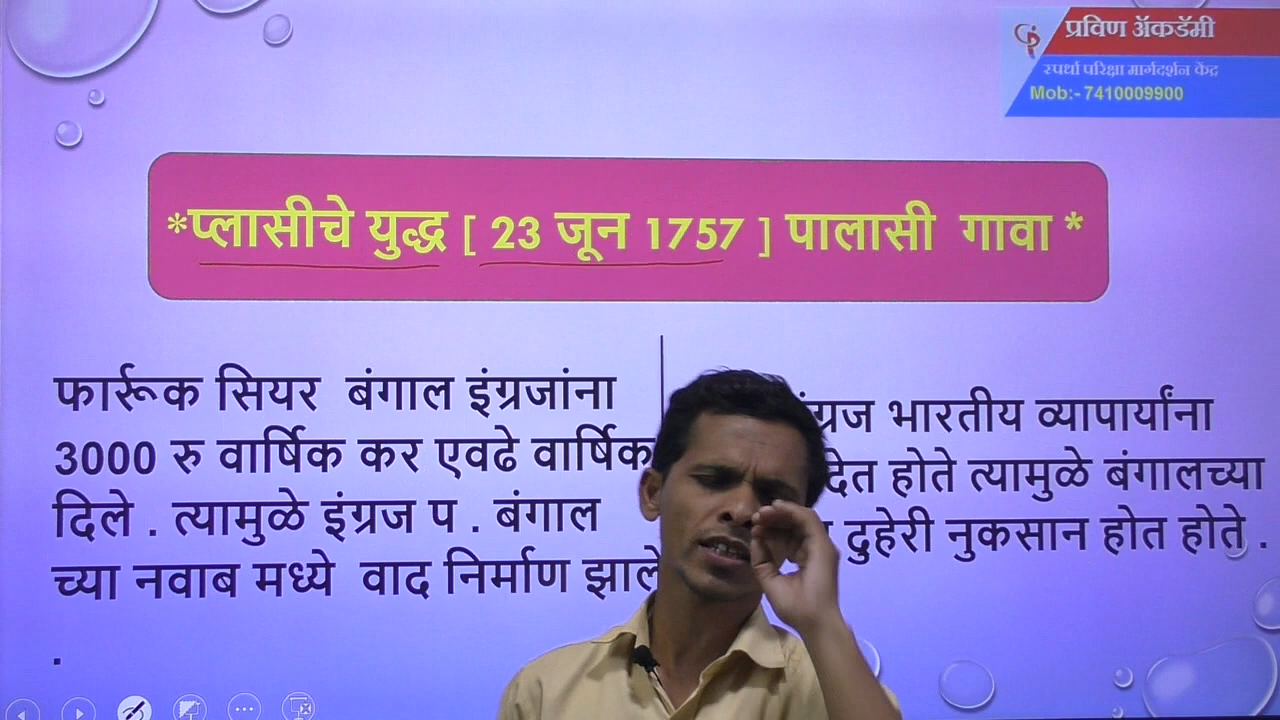 प्रविण ॲकडॅमी
स्पर्धा परिक्षा मार्गदर्शन केंद्र
Mob:- 7410009900
*प्लासीचे युद्ध [ 23 जून 1757 ] पालासी गावा *
फार्रूक सियर बंगाल इंग्रजांना
3000 रु वार्षिक कर एवढे वार्षिक
दिले . त्यामुळे इंग्रज प . बंगाल
च्या नवाब मध्ये वाद निर्माण झाले
.
भारतीय व्यापार्यांना
होते त्यामुळे बंगालच्या
दुहेरी नुकसान होत होते .